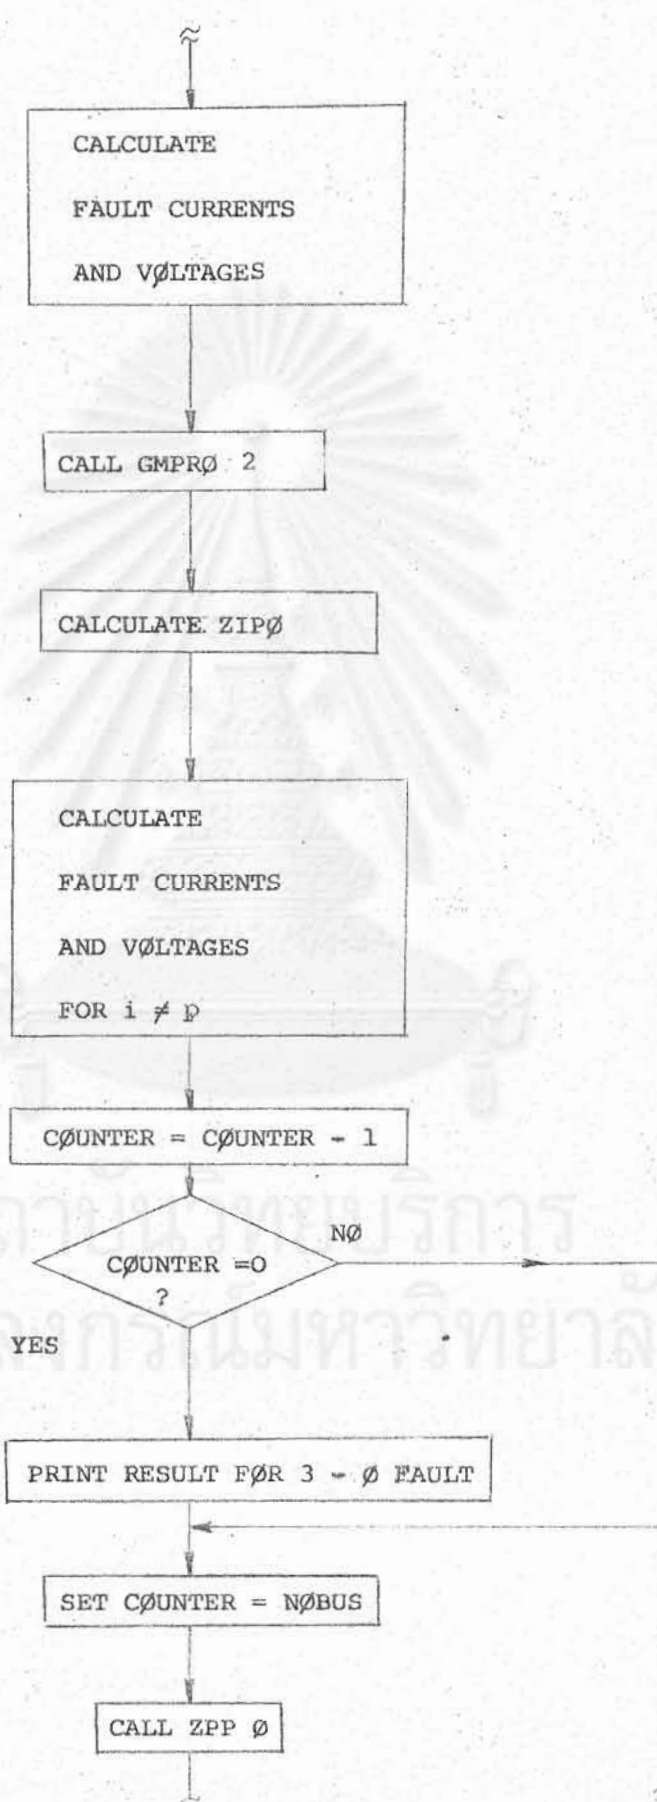 CALCULATE
FAULT CURRENTS
AND VØLTAGES
CALL GMPRØ 2
CALCULATE ZIPØ
CALCULATE
FAULT CURRENTS
AND VØLTAGES
FOR i ≠ p
CØUNTER = CØUNTER - 1
NØ
CØUNTER =O
?
YES
PRINT RESULT FØR 3 - Ø FAULT
SET CØUNTER = NØBUS
CALL ZPP Ø